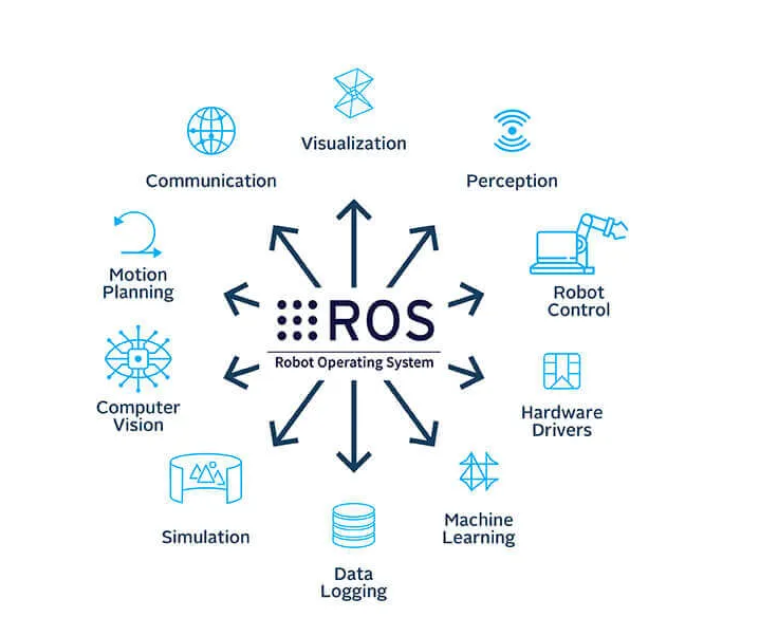 Visualization
Communication
Perception
Motion
Planning
Robot
Control
ROS
Robot Operating System
Computer
Vision
Hardware
Drivers
Simulation
Machine
Learning
Data
Logging